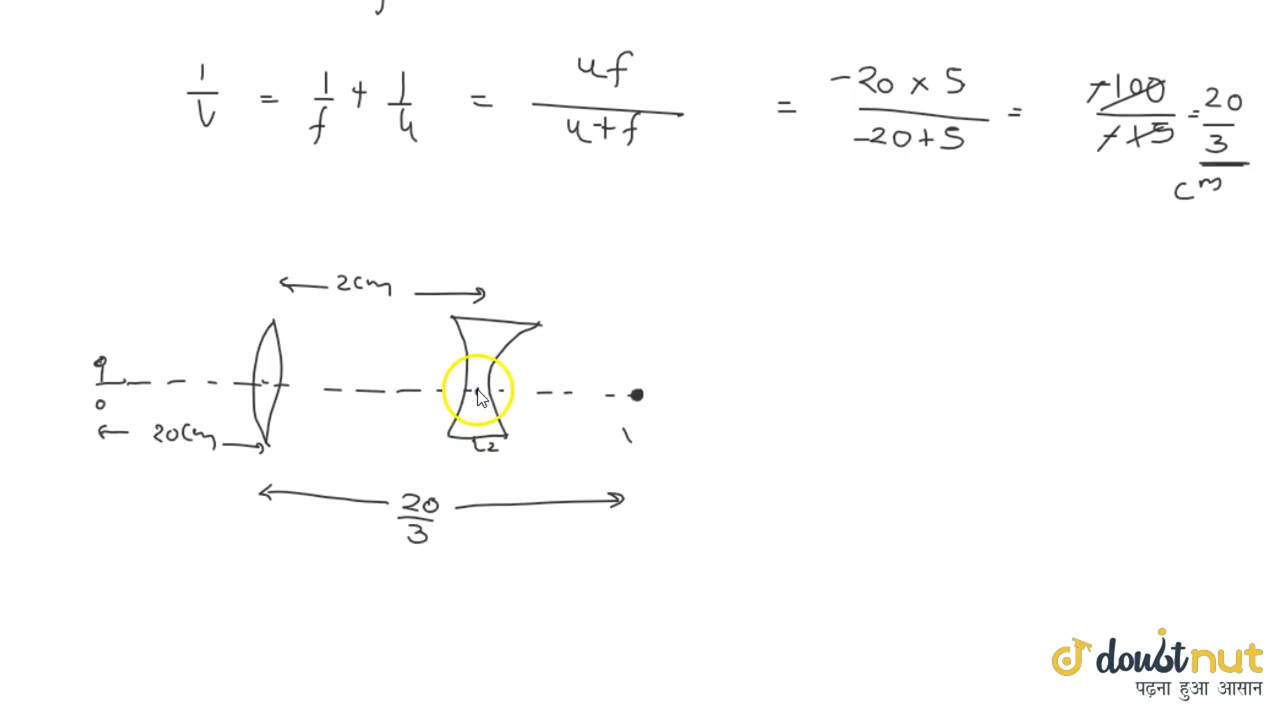 1/v = 1/f + 1/u = uf/u+f = -20 × 5/-20+5 = -100/-15 = 20/3 cm
2cm
o
20cm
L2
20/3
doubtnut
पढ़ना हुआ आसान